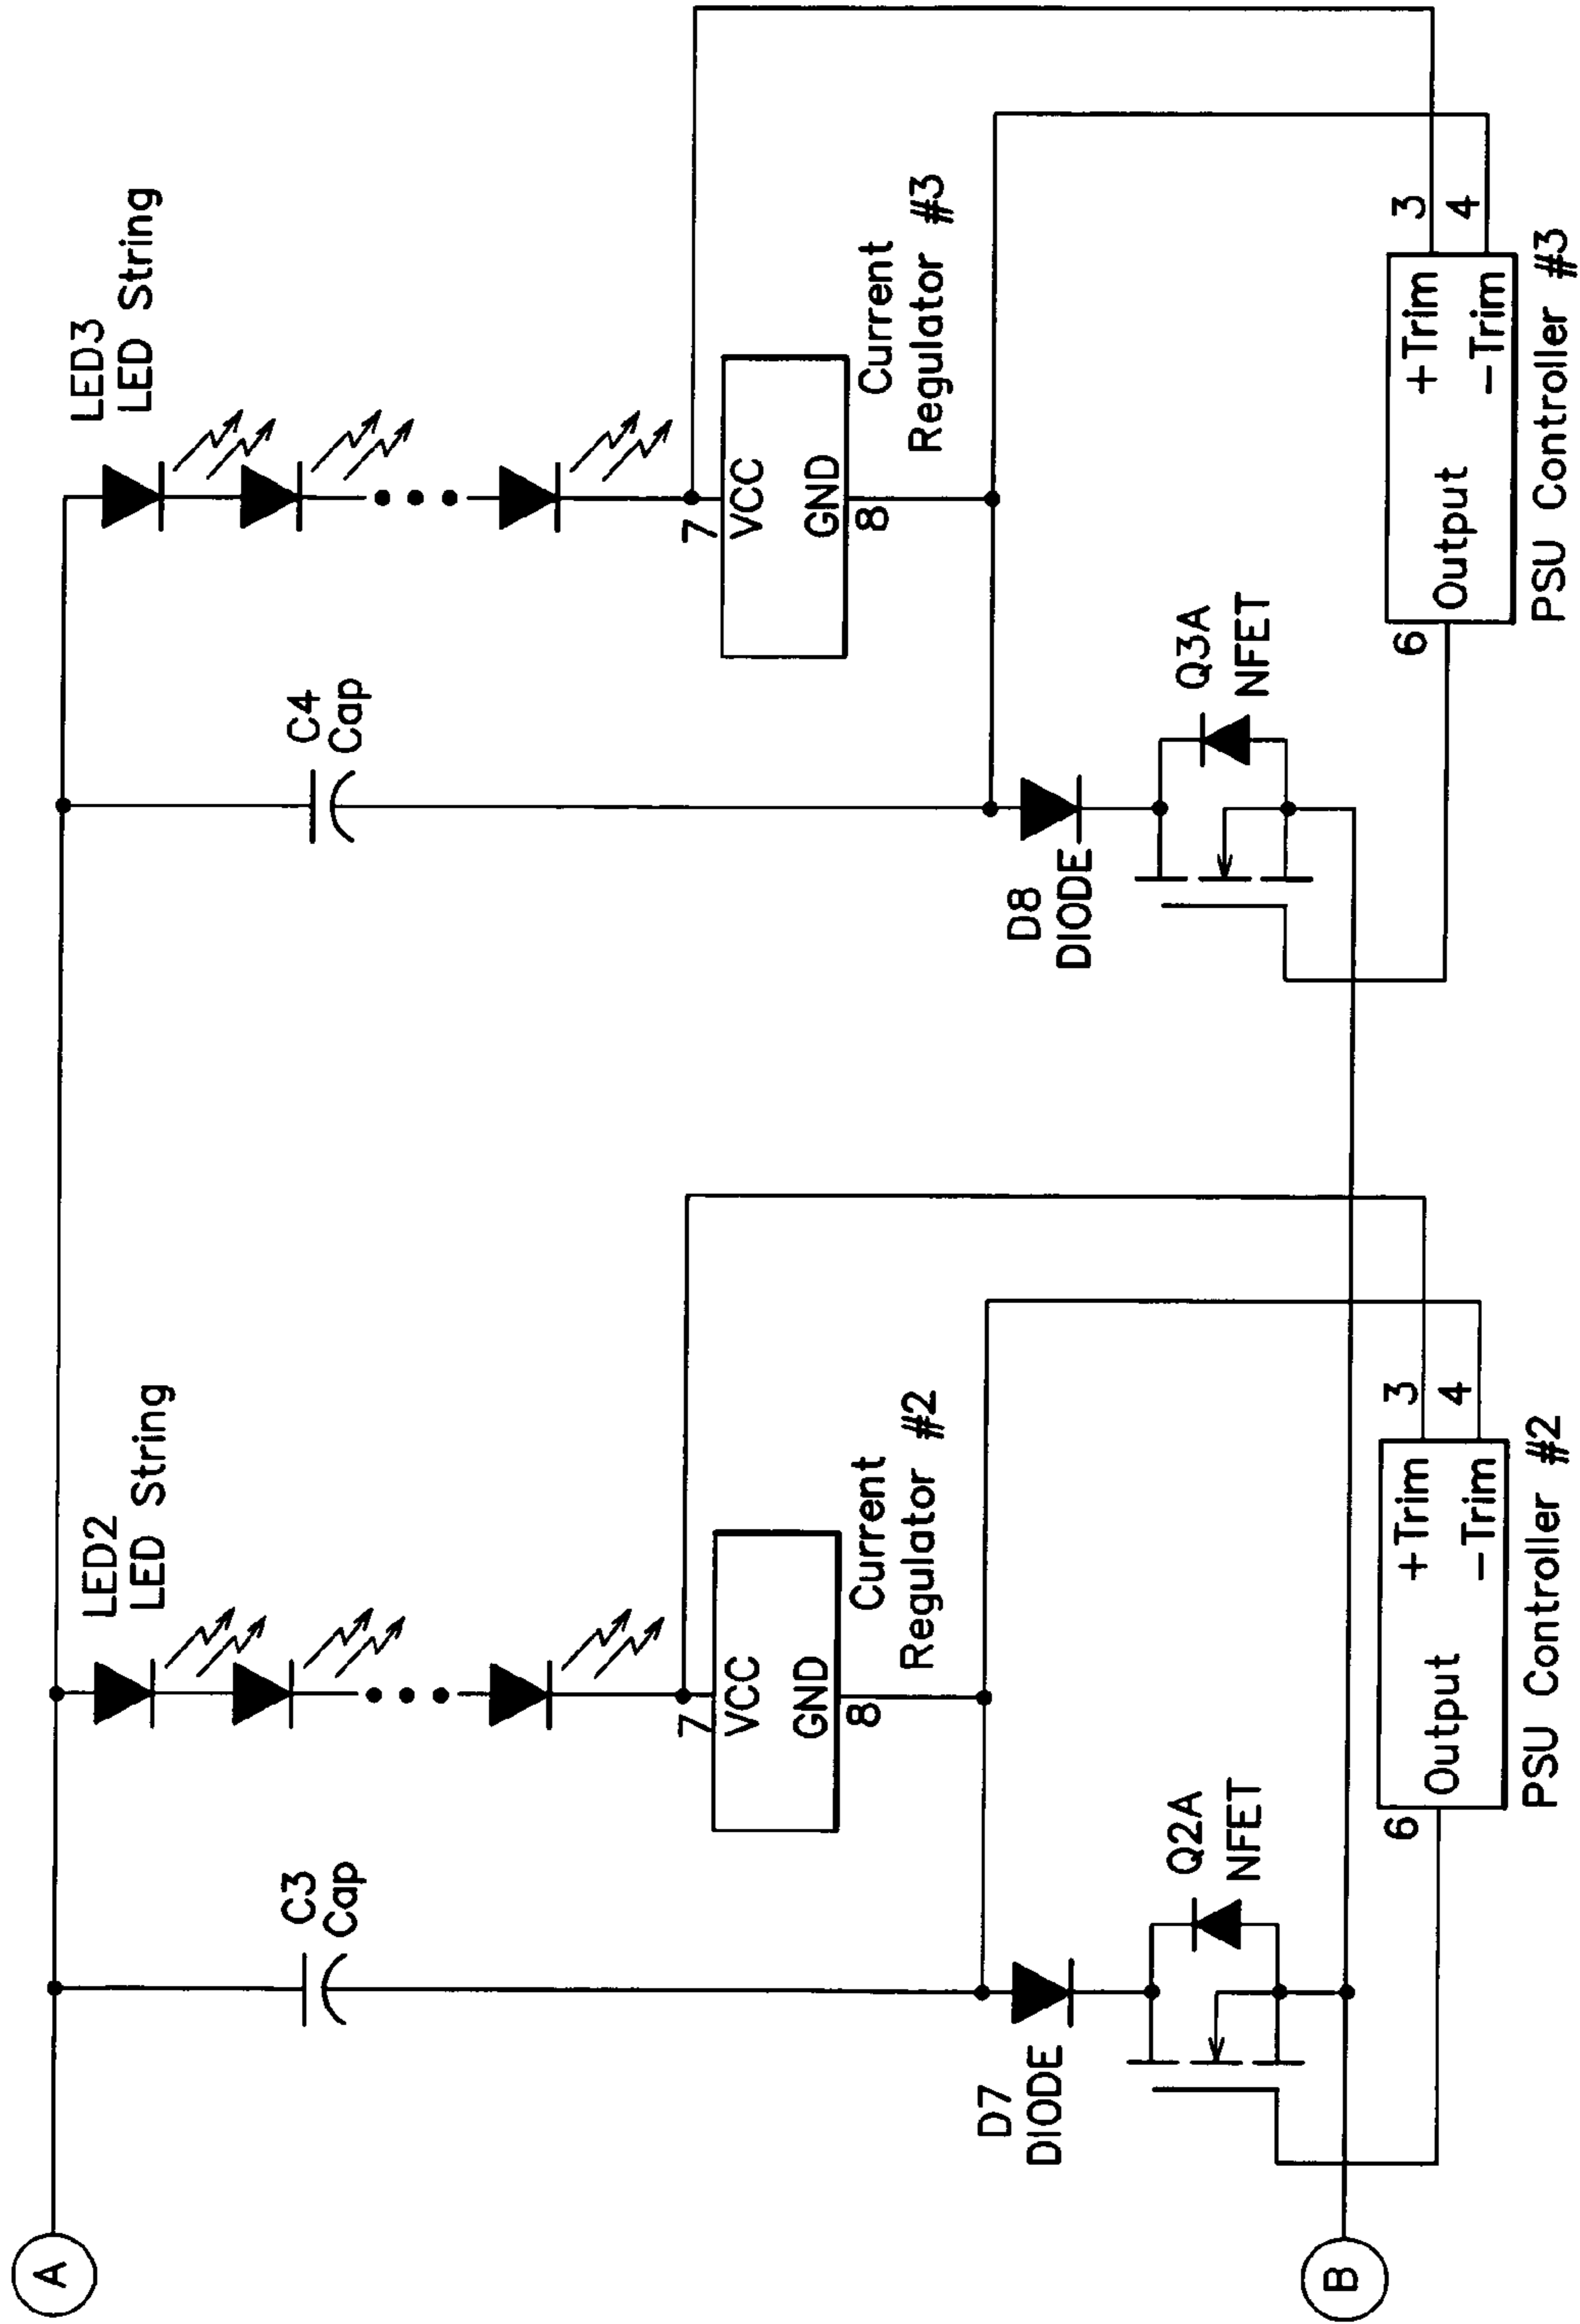 A
C3
Cap
LED2
LED String
C4
Cap
LED3
LED String
7
VCC
GND
8
Current
Regulator #2
7
VCC
GND
8
Current
Regulator #3
D7
DIODE
Q2A
NFET
D8
DIODE
Q3A
NFET
B
6
Output
+Trim
-Trim
3
4
PSU Controller #2
6
Output
+Trim
-Trim
3
4
PSU Controller #3